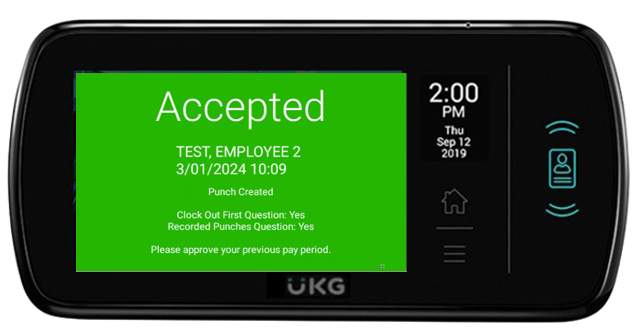 Accepted
TEST, EMPLOYEE 2
3/01/2024 10:09
Punch Created
Clock Out First Question: Yes
Recorded Punches Question: Yes
Please approve your previous pay period.
2:00
PM
Thu
Sep 12
2019
UKG